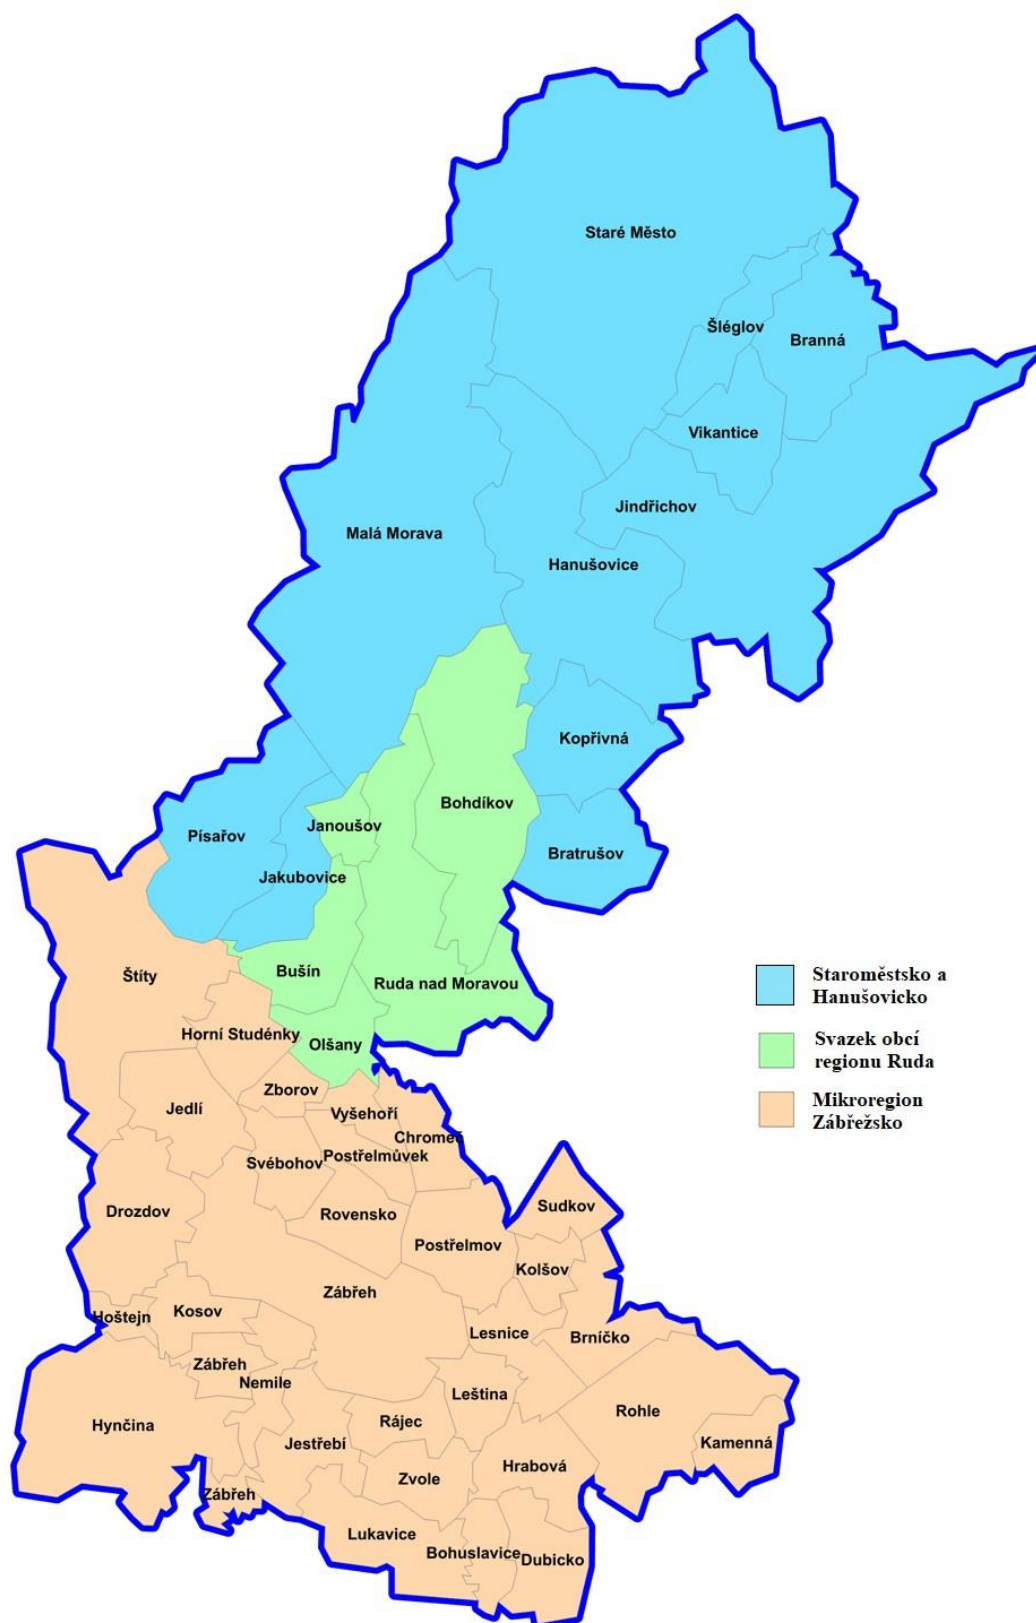 Staré Město
Šléglov
Branná
Vikantice
Jindřichov
Malá Morava
Hanušovice
Kopřivná
Bohdíkov
Janoušov
Písařov
Bratrušov
Jakubovice
Bušín
Štíty
Ruda nad Moravou
Staroměstsko a
Hanušovicko
Svazek obcí
regionu Ruda
Mikroregion
Zábřežsko
Horní Studénky
Olšany
Zborov
Jedlí
Vyšehoří
Chromeč
Postřelmůvek
Svébohov
Drozdov
Rovensko
Sudkov
Postřelmov
Kolšov
Zábřeh
Hoštejn
Kosov
Lesnice
Brníčko
Zábřeh
Nemile
Leština
Rájec
Rohle
Hynčina
Jestřebí
Kamenná
Hrabová
Zvole
Zábřeh
Lukavice
Bohuslavice
Dubicko